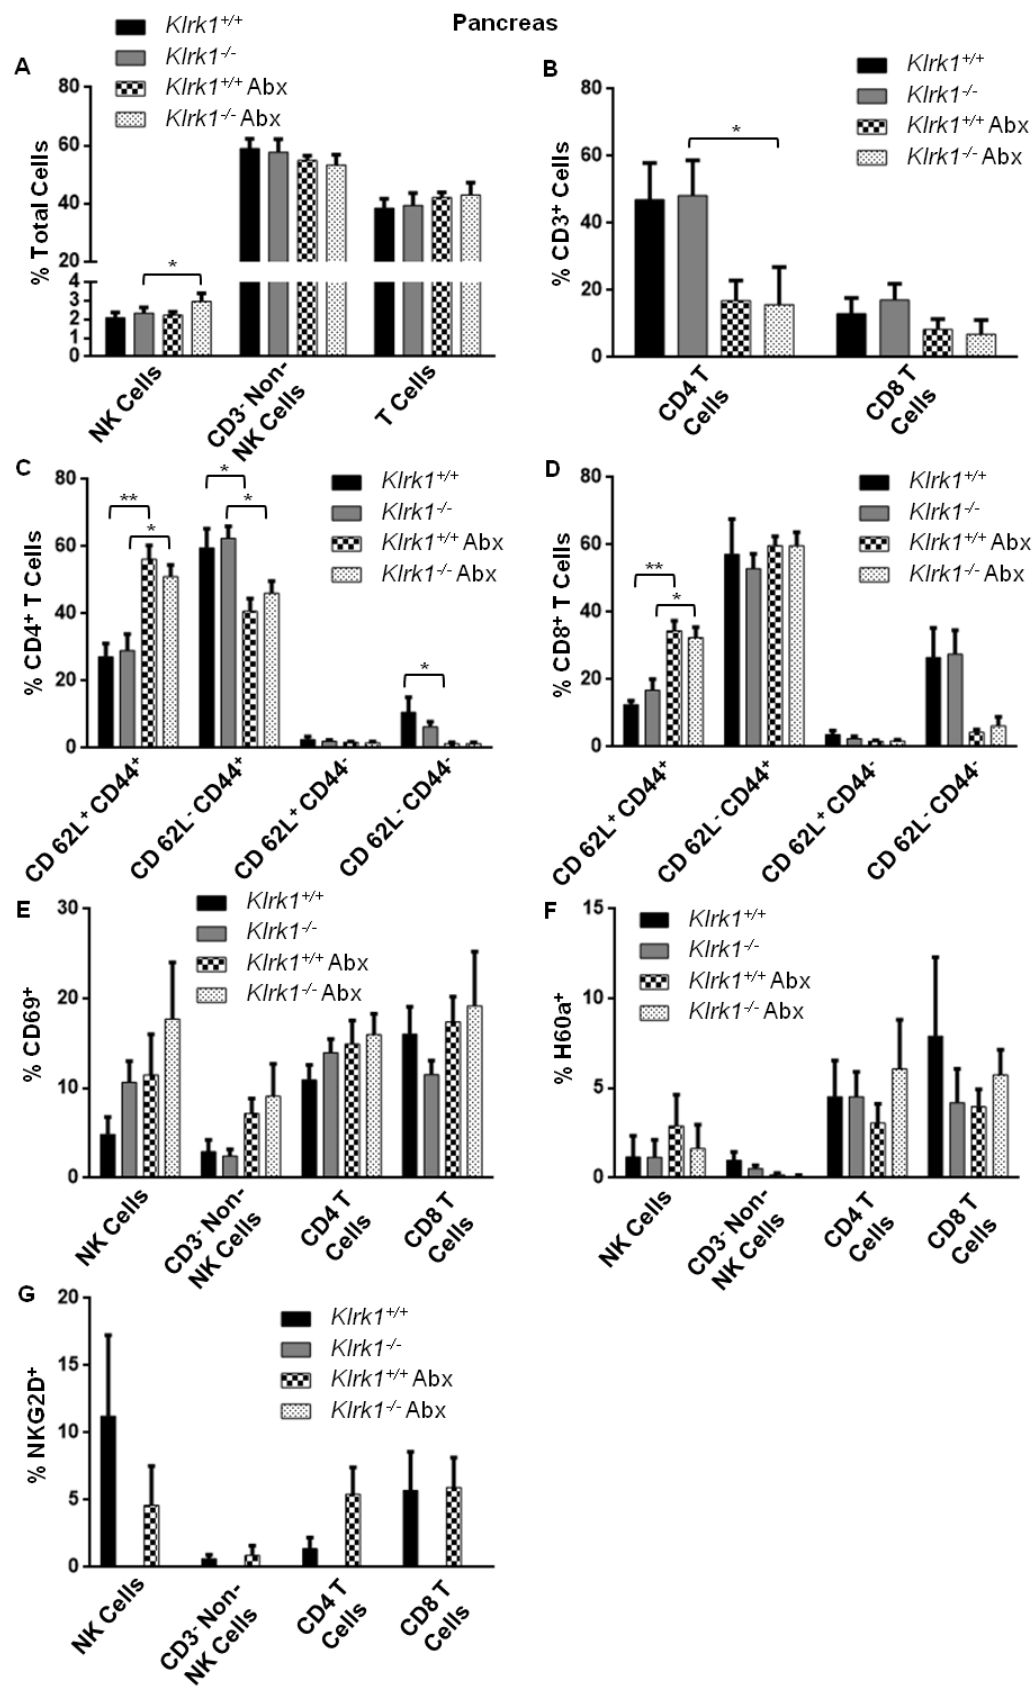 Pancreas
A
Klrk1+/+
Klrk1-/-
Klrk1+/+ Abx
Klrk1-/- Abx
% Total Cells
80
60
40
20
4
3
2
1
0
*
NK Cells
CD3- Non-
NK Cells
T Cells
B
Klrk1+/+
Klrk1-/-
Klrk1+/+ Abx
Klrk1-/- Abx
% CD3+ Cells
80
60
40
20
0
*
CD4 T
Cells
CD8 T
Cells
C
Klrk1+/+
Klrk1-/-
Klrk1+/+ Abx
Klrk1-/- Abx
% CD4+ T Cells
80
60
40
20
0
**
*
*
*
*
CD 62L+ CD44+
CD 62L- CD44+
CD 62L+ CD44-
CD 62L- CD44-
D
Klrk1+/+
Klrk1-/-
Klrk1+/+ Abx
Klrk1-/- Abx
% CD8+ T Cells
80
60
40
20
0
**
*
CD 62L+ CD44+
CD 62L- CD44+
CD 62L+ CD44-
CD 62L- CD44-
E
Klrk1+/+
Klrk1-/-
Klrk1+/+ Abx
Klrk1-/- Abx
% CD69+
30
20
10
0
NK Cells
CD3- Non-
NK Cells
CD4 T
Cells
CD8 T
Cells
F
Klrk1+/+
Klrk1-/-
Klrk1+/+ Abx
Klrk1-/- Abx
% H60a+
15
10
5
0
NK Cells
CD3- Non-
NK Cells
CD4 T
Cells
CD8 T
Cells
G
Klrk1+/+
Klrk1-/-
Klrk1+/+ Abx
Klrk1-/- Abx
% NKG2D+
20
15
10
5
0
NK Cells
CD3- Non-
NK Cells
CD4 T
Cells
CD8 T
Cells